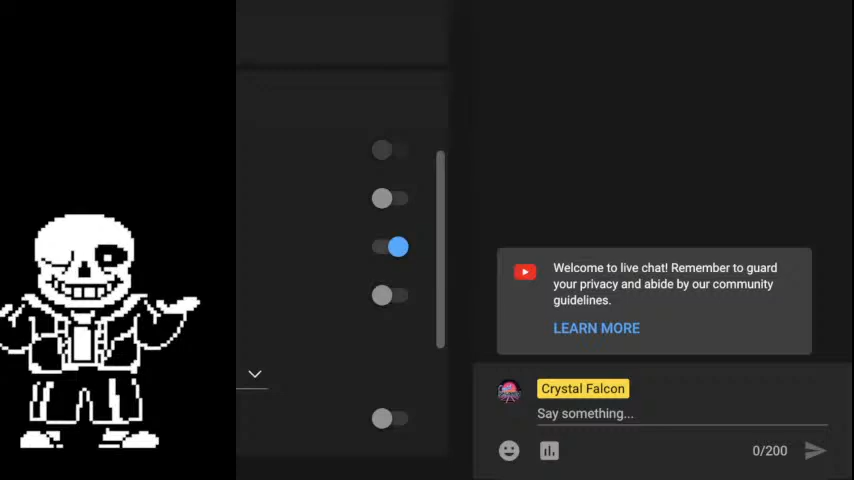 Welcome to live chat! Remember to guard
your privacy and abide by our community
guidelines.
LEARN MORE
Crystal Falcon
Say something...
0/200